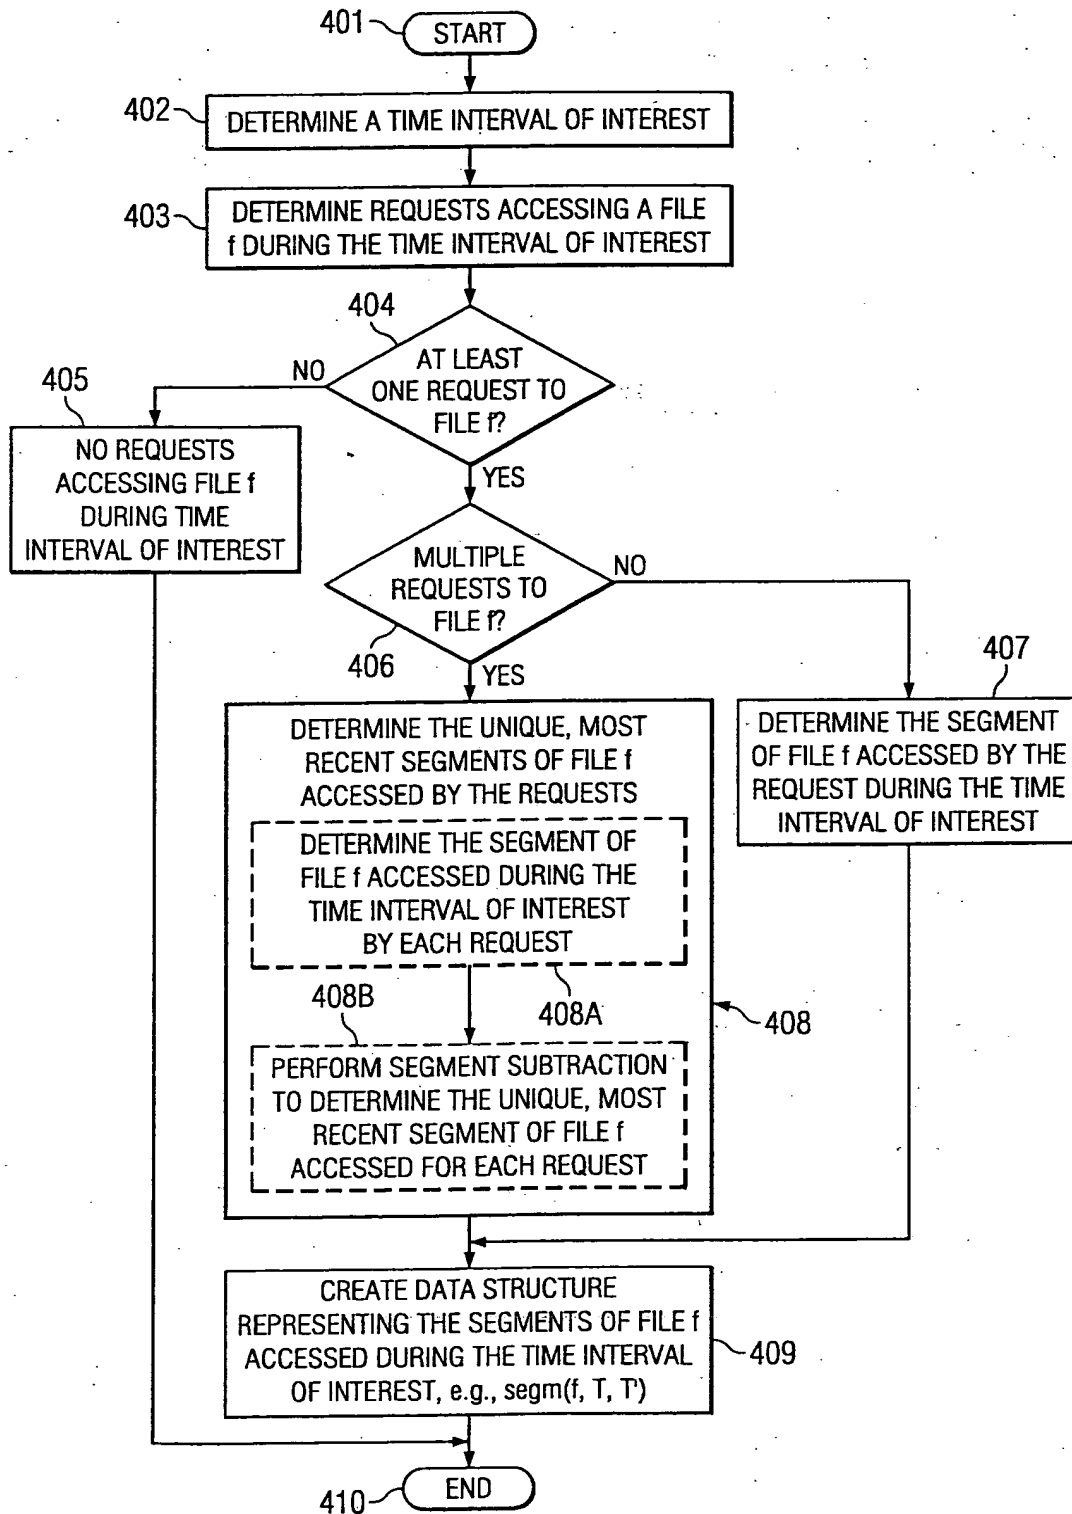 401
START
402
DETERMINE A TIME INTERVAL OF INTEREST
403
DETERMINE REQUESTS ACCESSING A FILE
f DURING THE TIME INTERVAL OF INTEREST
404
AT LEAST
ONE REQUEST TO
FILE f?
NO
405
NO REQUESTS
ACCESSING FILE f
DURING TIME
INTERVAL OF INTEREST
YES
MULTIPLE
REQUESTS TO
FILE f?
NO
406
YES
407
DETERMINE THE SEGMENT
OF FILE f ACCESSED BY THE
REQUEST DURING THE TIME
INTERVAL OF INTEREST
DETERMINE THE UNIQUE, MOST
RECENT SEGMENTS OF FILE f
ACCESSED BY THE REQUESTS
DETERMINE THE SEGMENT OF
FILE f ACCESSED DURING THE
TIME INTERVAL OF INTEREST
BY EACH REQUEST
408B
408A
408
PERFORM SEGMENT SUBTRACTION
TO DETERMINE THE UNIQUE, MOST
RECENT SEGMENT OF FILE f
ACCESSED FOR EACH REQUEST
CREATE DATA STRUCTURE
REPRESENTING THE SEGMENTS OF FILE f
ACCESSED DURING THE TIME INTERVAL
OF INTEREST, e.g., segm(f, T, T')
409
410
END